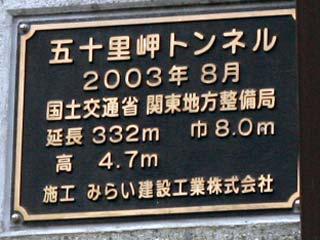 五十里岬トンネル
2003年 8月
国土交通省 関東地方整備局
延長 332m 巾 8.0m
高 4.7m
施工 みらい建設工業株式会社